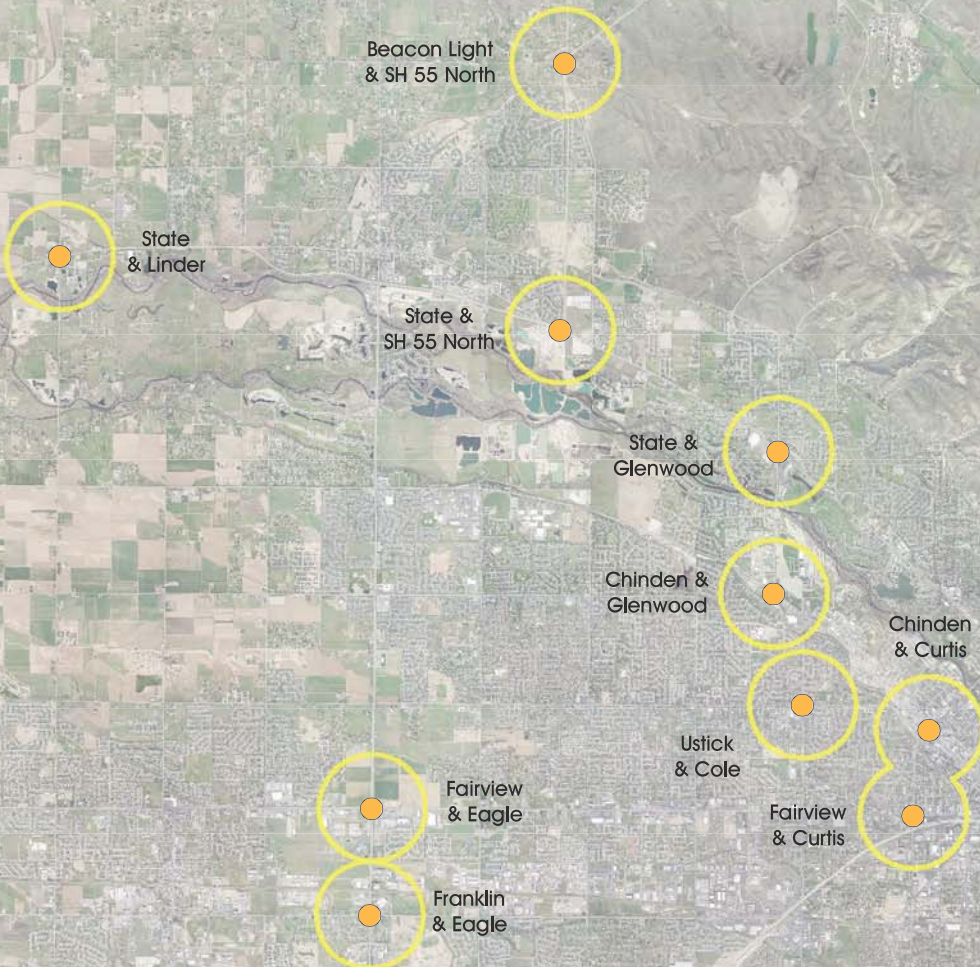 Beacon Light
& SH 55 North
State
& Linder
State &
SH 55 North
State &
Glenwood
Chinden &
Glenwood
Chinden
& Curtis
Ustick
& Cole
Fairview
& Eagle
Fairview
& Curtis
Franklin
& Eagle